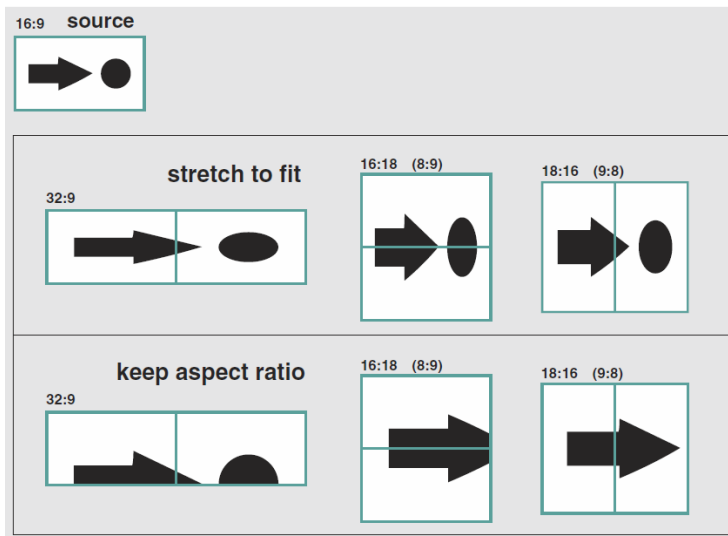 16:9 source
stretch to fit
32:9
16:18 (8:9)
18:16 (9:8)
keep aspect ratio
32:9
16:18 (8:9)
18:16 (9:8)